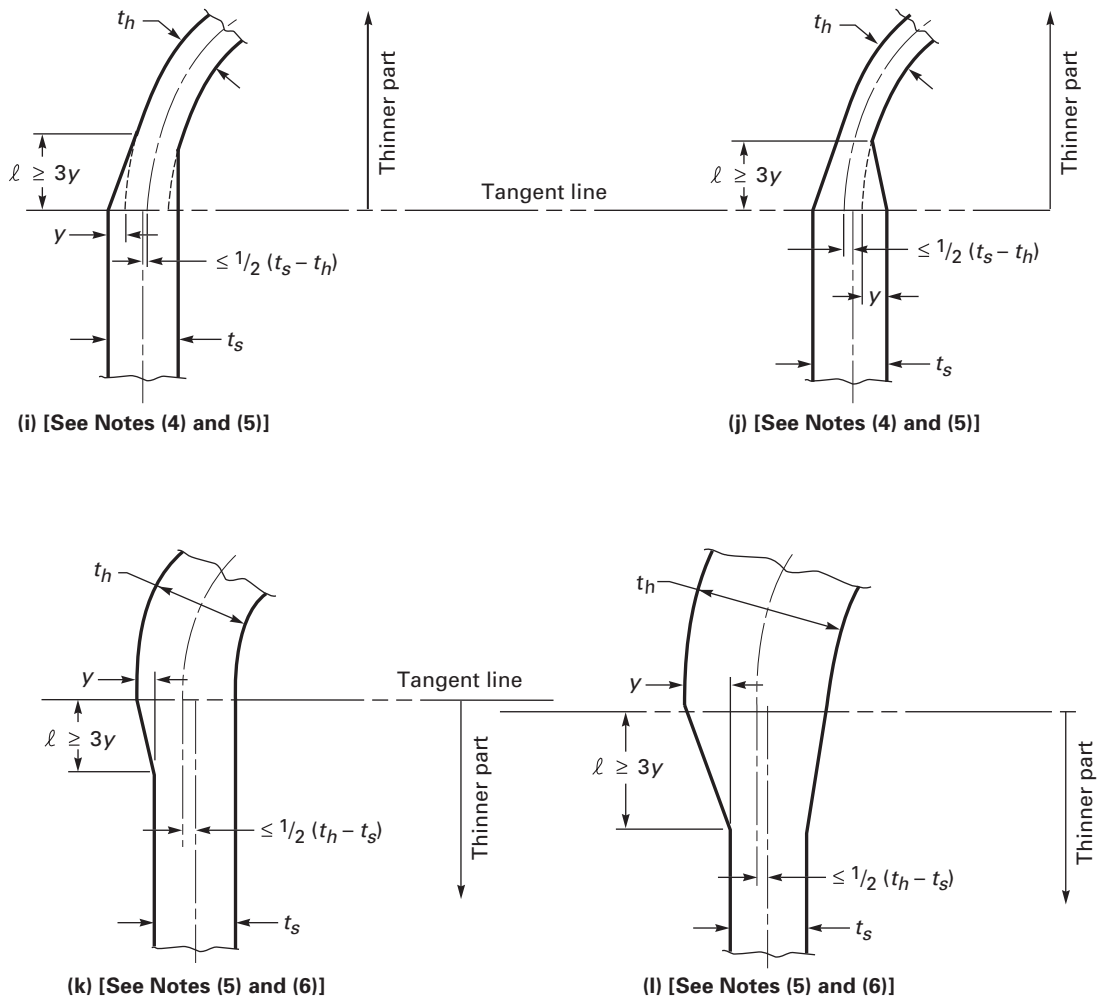 t_h
Thinner part
ℓ ≥ 3y
Tangent line
y
≤ 1/2 (t_s – t_h)
t_s
(i) [See Notes (4) and (5)]
t_h
Thinner part
ℓ ≥ 3y
≤ 1/2 (t_s – t_h)
y
t_s
(j) [See Notes (4) and (5)]
t_h
y
Tangent line
ℓ ≥ 3y
Thinner part
≤ 1/2 (t_h – t_s)
t_s
(k) [See Notes (5) and (6)]
t_h
y
ℓ ≥ 3y
Thinner part
≤ 1/2 (t_h – t_s)
t_s
(l) [See Notes (5) and (6)]